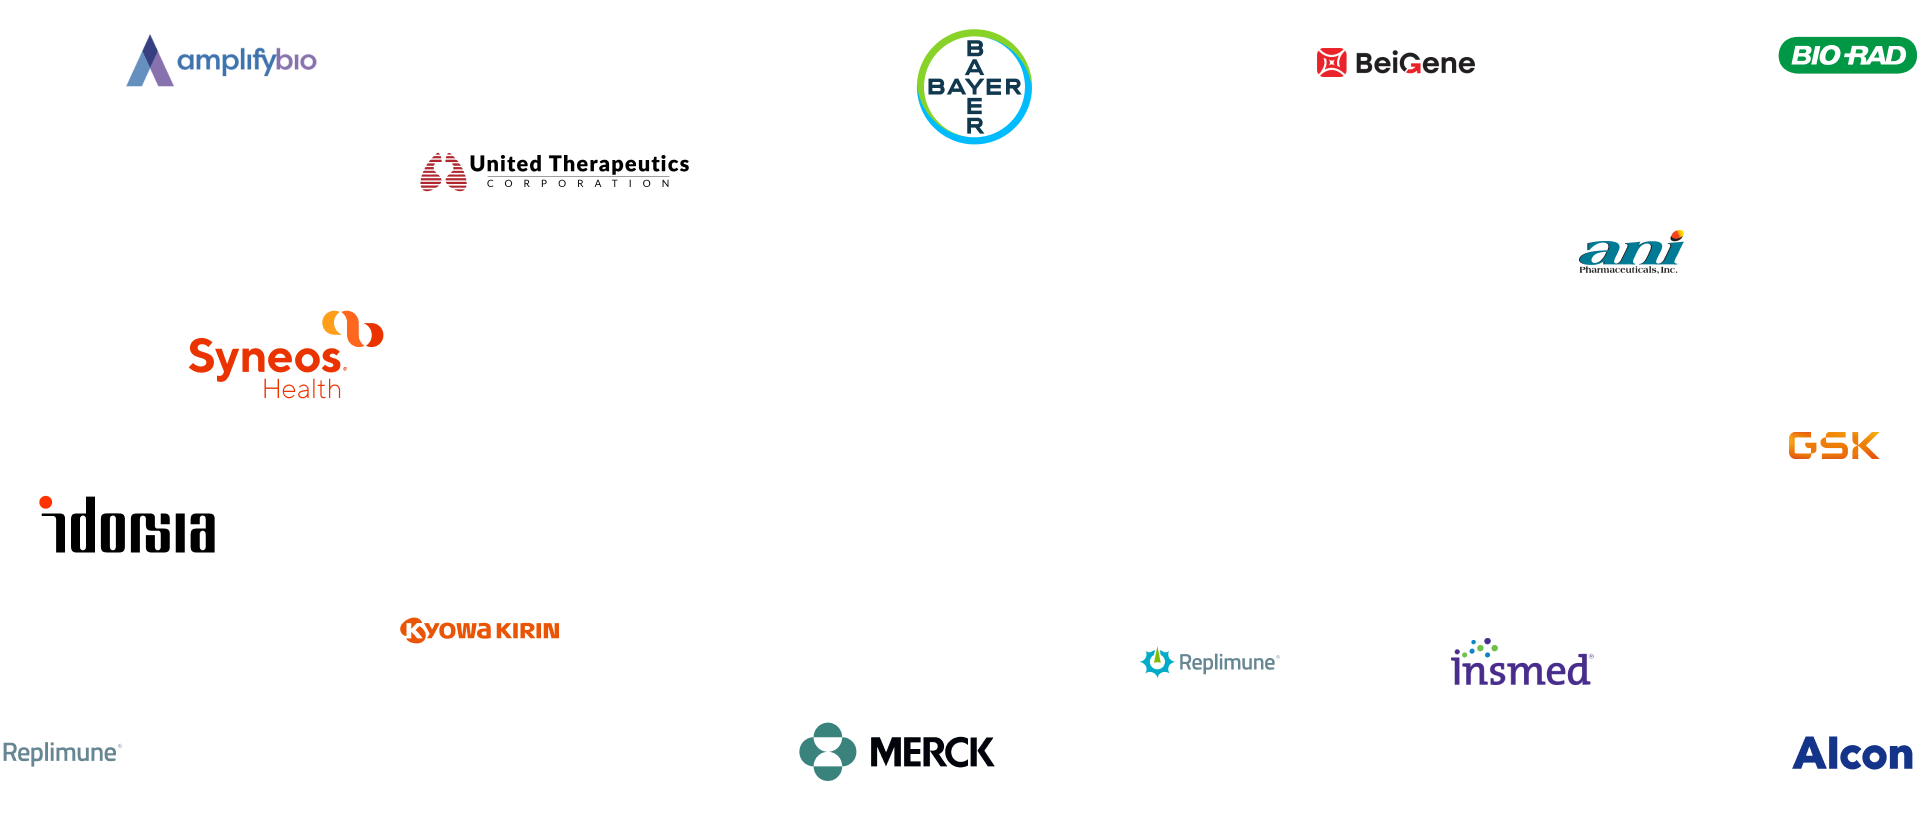 amplifybio
BAYER
BAYER
BeiGene
BIO-RAD
United Therapeutics
CORPORATION
ani
Pharmaceuticals, Inc.
Syneos
Health
GSK
idorsia
KYOWA KIRIN
Replimune
insmed
Replimune
MERCK
Alcon